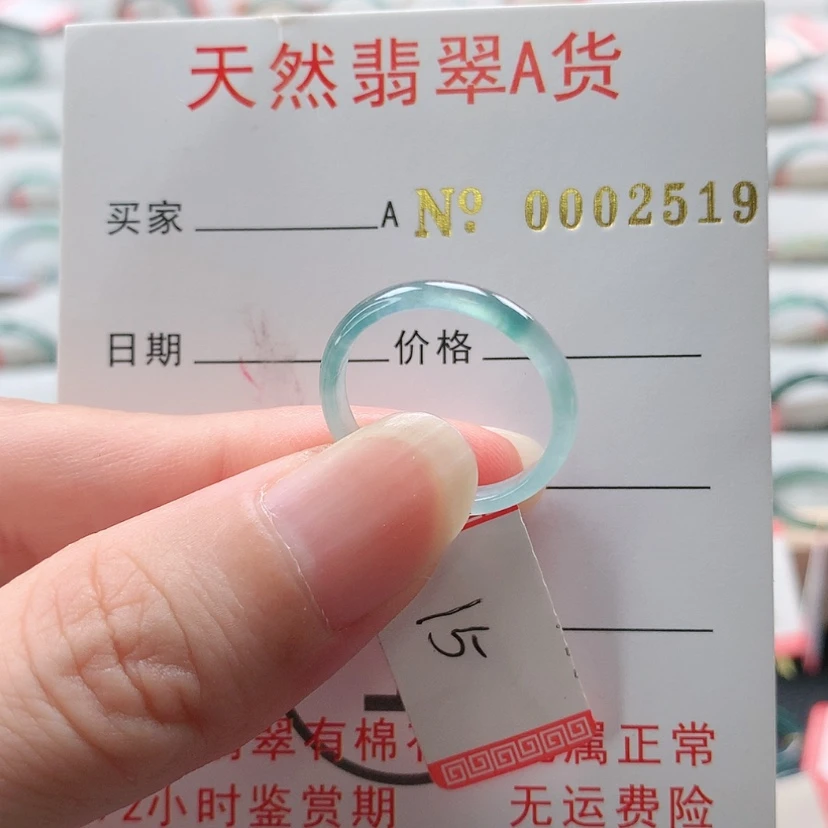 天然翡翠A货
买家 A № 0002519
日期 价格
15
翠有棉 属正常
2小时鉴赏期 无运费险